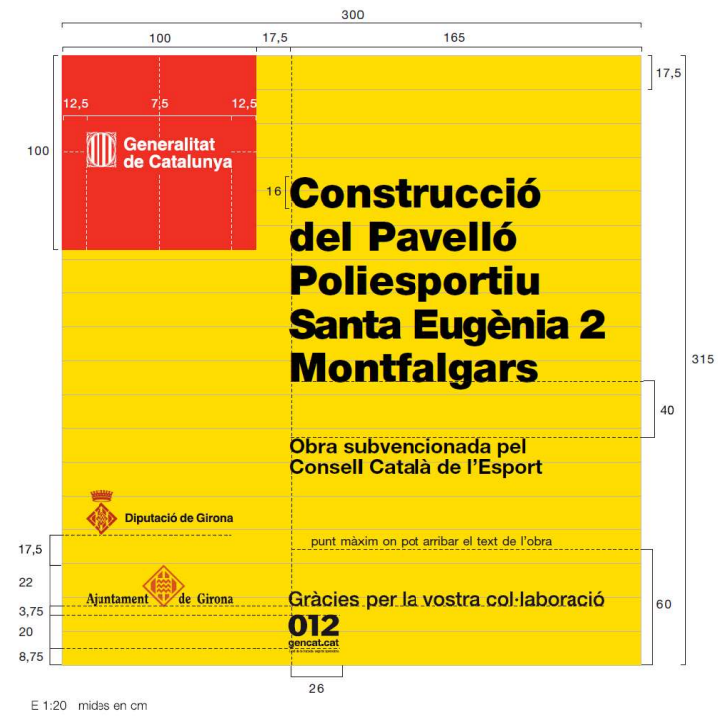 300
100
17,5
165
17,5
12,5
7,5
12,5
100
Generalitat
de Catalunya
16
Construcció
del Pavelló
Poliesportiu
Santa Eugènia 2
Montfalgars
315
40
Obra subvencionada pel
Consell Català de l'Esport
Diputació de Girona
punt màxim on pot arribar el text de l'obra
17,5
22
Ajuntament de Girona
Gràcies per la vostra col·laboració
3,75
60
012
20
gencat.cat
8,75
26
E 1:20 mides en cm